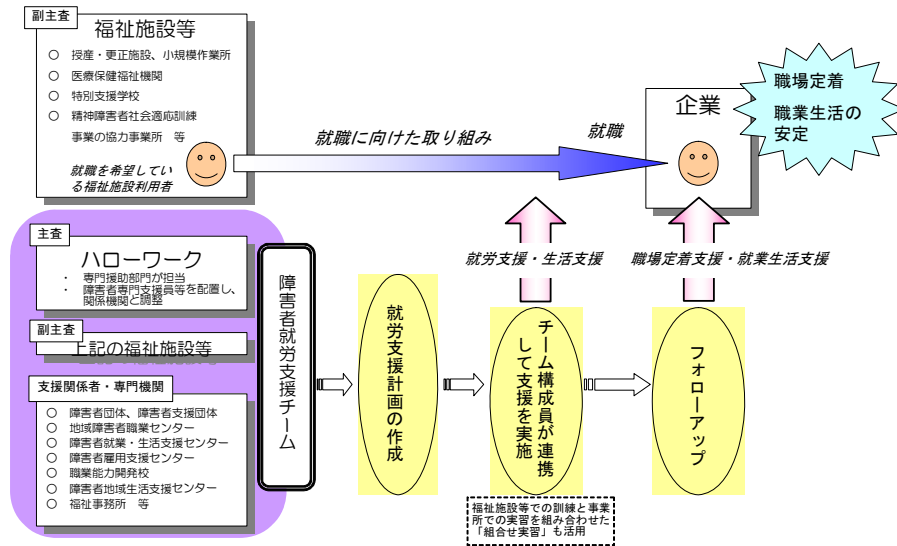 副主査
福祉施設等
○ 授産・更正施設、小規模作業所
○ 医療保健福祉機関
○ 特別支援学校
○ 精神障害者社会適応訓練
事業の協力事業所 等
就職を希望してい
る福祉施設利用者
就職に向けた取り組み
就職
企業
職場定着
職業生活の
安定
主査
ハローワーク
・ 専門援助部門が担当
・ 障害者専門支援員等を配置し、
関係機関と調整
副主査
上記の福祉施設等
支援関係者・専門機関
○ 障害者団体、障害者支援団体
○ 地域障害者職業センター
○ 障害者就業・生活支援センター
○ 障害者雇用支援センター
○ 職業能力開発校
○ 障害者地域生活支援センター
○ 福祉事務所 等
障害者就労支援チーム
就労支援計画の作成
就労支援・生活支援
チーム構成員が連携
して支援を実施
福祉施設等での訓練と事業
所での実習を組み合わせた
「組合せ実習」も活用
職場定着支援・就業生活支援
フォローアップ